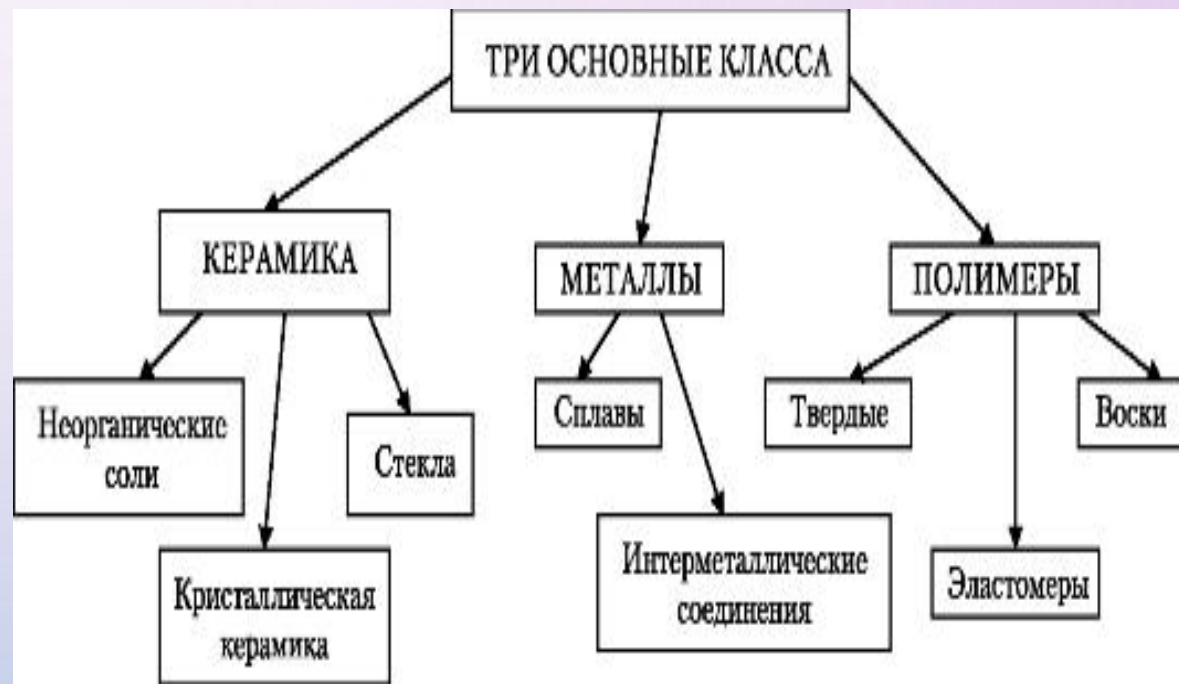 ТРИ ОСНОВНЫЕ КЛАССА
КЕРАМИКА
МЕТАЛЛЫ
ПОЛИМЕРЫ
Неорганические
соли
Стекла
Кристаллическая
керамика
Сплавы
Интерметаллические
соединения
Твердые
Эластомеры
Воски